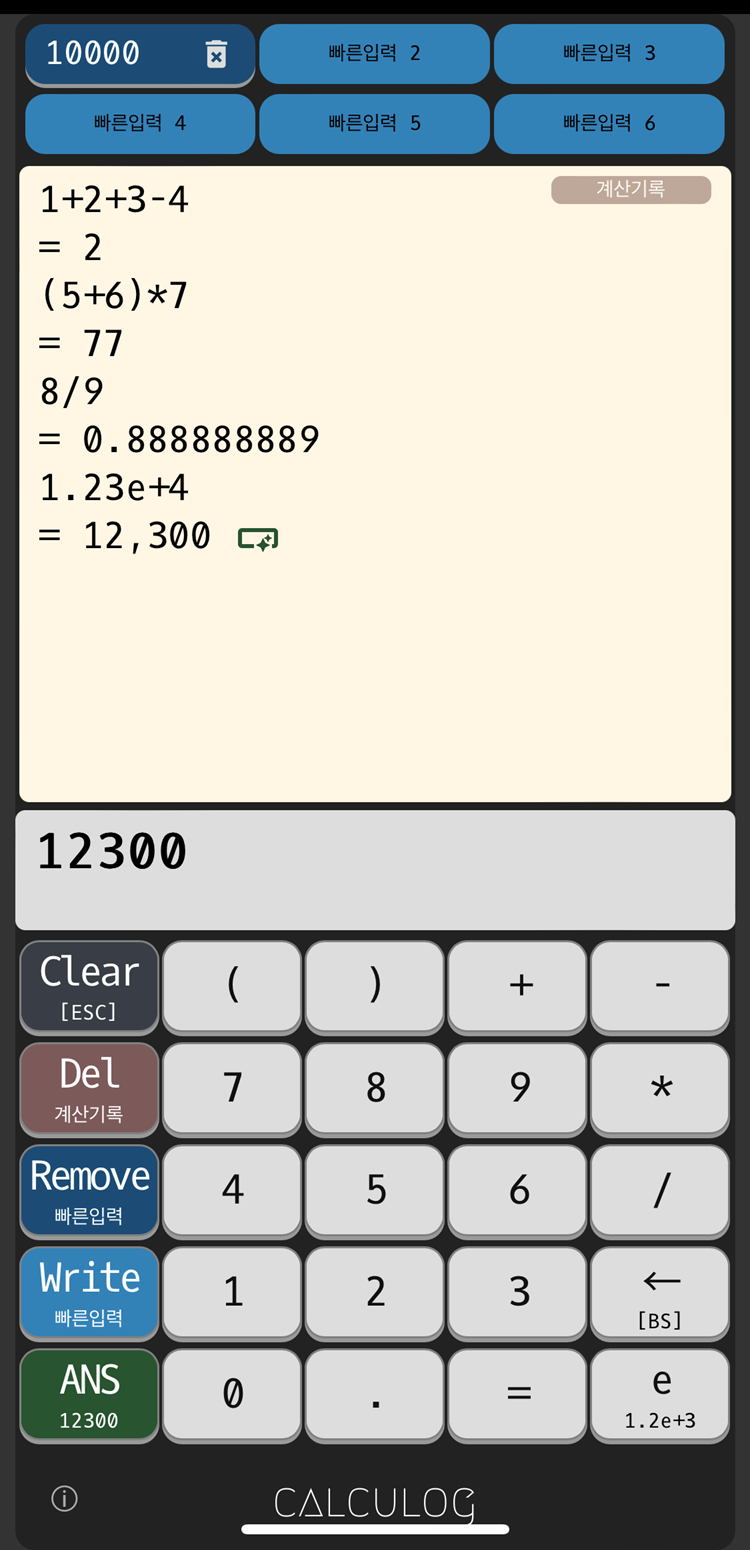 10000
빠른입력 2
빠른입력 3
빠른입력 4
빠른입력 5
빠른입력 6
계산기록
1+2+3-4
= 2
(5+6)*7
= 77
8/9
= 0.888888889
1.23e+4
= 12,300
12300
Clear
[ESC]
(
)
+
-
Del
계산기록
7
8
9
*
Remove
빠른입력
4
5
6
/
Write
빠른입력
1
2
3
←
[BS]
ANS
12300
0
.
=
e
1.2e+3
CALCULOG